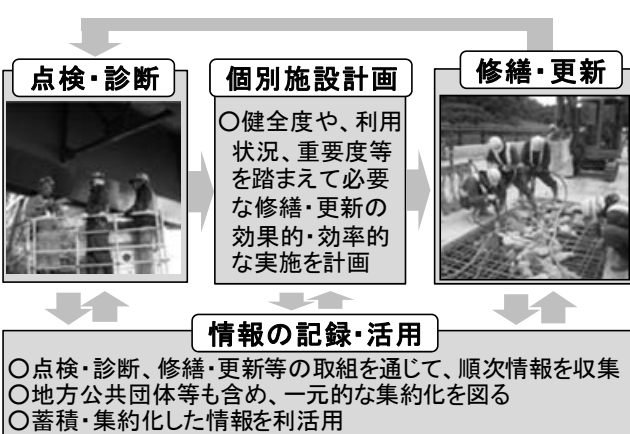 点検・診断
個別施設計画
修繕・更新
○健全度や、利用
状況、重要度等
を踏まえて必要
な修繕・更新の
効果的・効率的
な実施を計画
情報の記録・活用
○点検・診断、修繕・更新等の取組を通じて、順次情報を収集
○地方公共団体等も含め、一元的な集約化を図る
○蓄積・集約化した情報を利活用